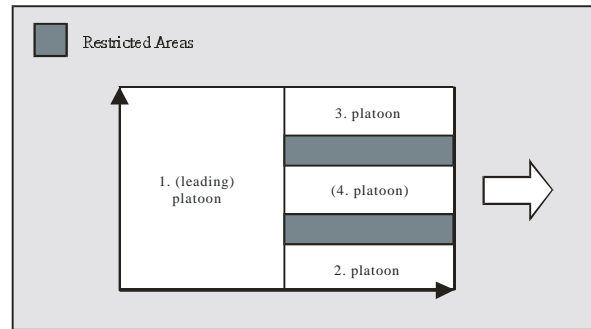 Restricted Areas
3. platoon
1. (leading)
platoon
(4. platoon)
2. platoon